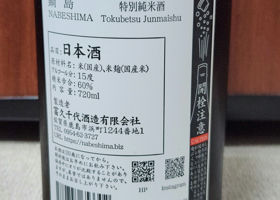 鍋島 特別純米酒
NABESHIMA Tokubetsu Junmaishu
品目:日本酒
原材料名:米(国産)、米麹(国産米)
アルコール分:15度
精米歩合:60%
内容量:720ml
製造者
富久千代酒造有限会社
佐賀県鹿島市浜町1244番地1
TEL.0954-62-3727
https://nabeshima.biz
開栓注意
HP
instagram